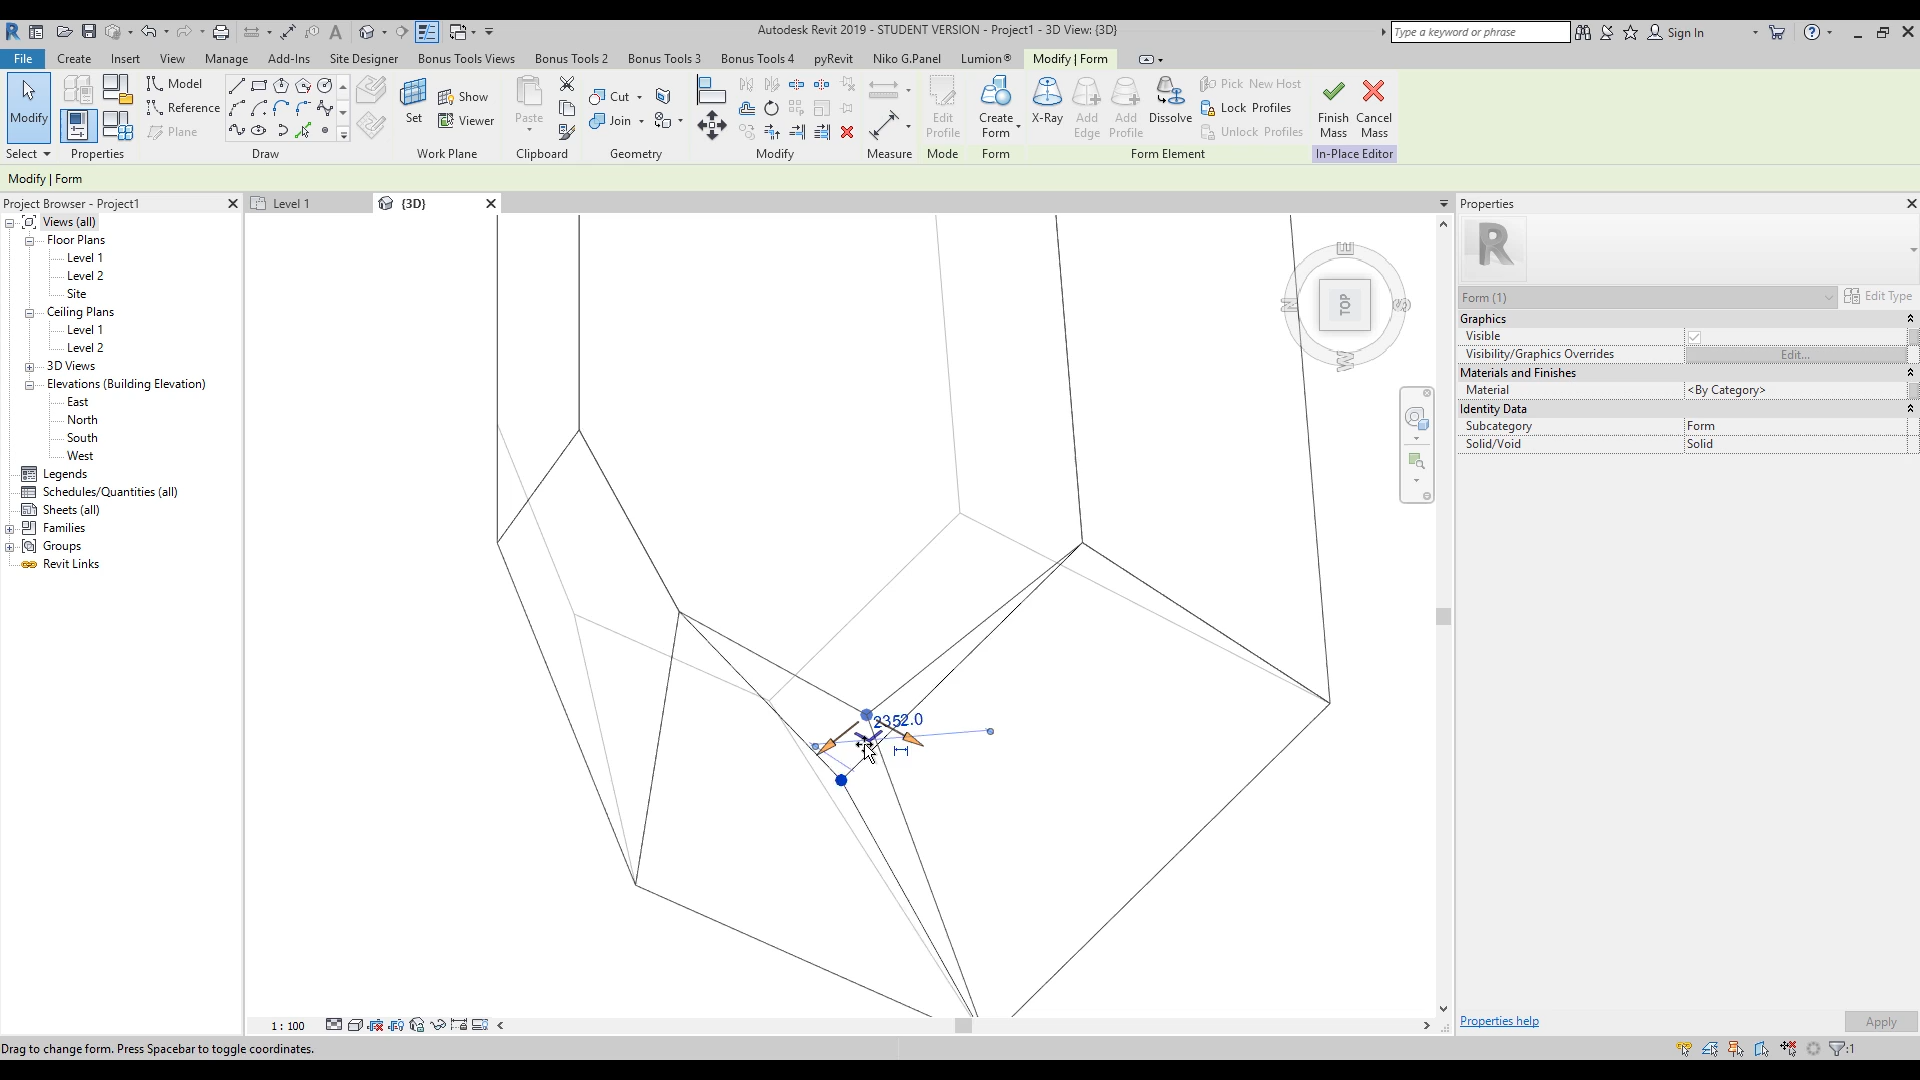 Autodesk Revit 2019 - STUDENT VERSION - Project1 - 3D View: {3D}
Type a keyword or phrase
Sign In
File Create Insert View Manage Add-Ins Site Designer Bonus Tools Views Bonus Tools 2 Bonus Tools 3 Bonus Tools 4 pyRevit Niko G.Panel Lumion® Modify | Form
Modify
Model
Reference
Plane
Set
Show
Viewer
Paste
Cut
Join
Edit Profile
Create Form
X-Ray
Add Edge
Add Profile
Dissolve
Pick New Host
Lock Profiles
Unlock Profiles
Finish Mass
Cancel Mass
Select Properties Draw Work Plane Clipboard Geometry Modify Measure Mode Form Form Element In-Place Editor
Modify | Form
Project Browser - Project1
Views (all)
Floor Plans
Level 1
Level 2
Site
Ceiling Plans
Level 1
Level 2
3D Views
Elevations (Building Elevation)
East
North
South
West
Legends
Schedules/Quantities (all)
Sheets (all)
Families
Groups
Revit Links
Level 1
{3D}
E
N
TOP
S
W
2352.0
1 : 100
Properties
R
Form (1)
Edit Type
Graphics
Visible
Visibility/Graphics Overrides Edit...
Materials and Finishes
Material <By Category>
Identity Data
Subcategory Form
Solid/Void Solid
Properties help
Apply
Drag to change form. Press Spacebar to toggle coordinates.
:1